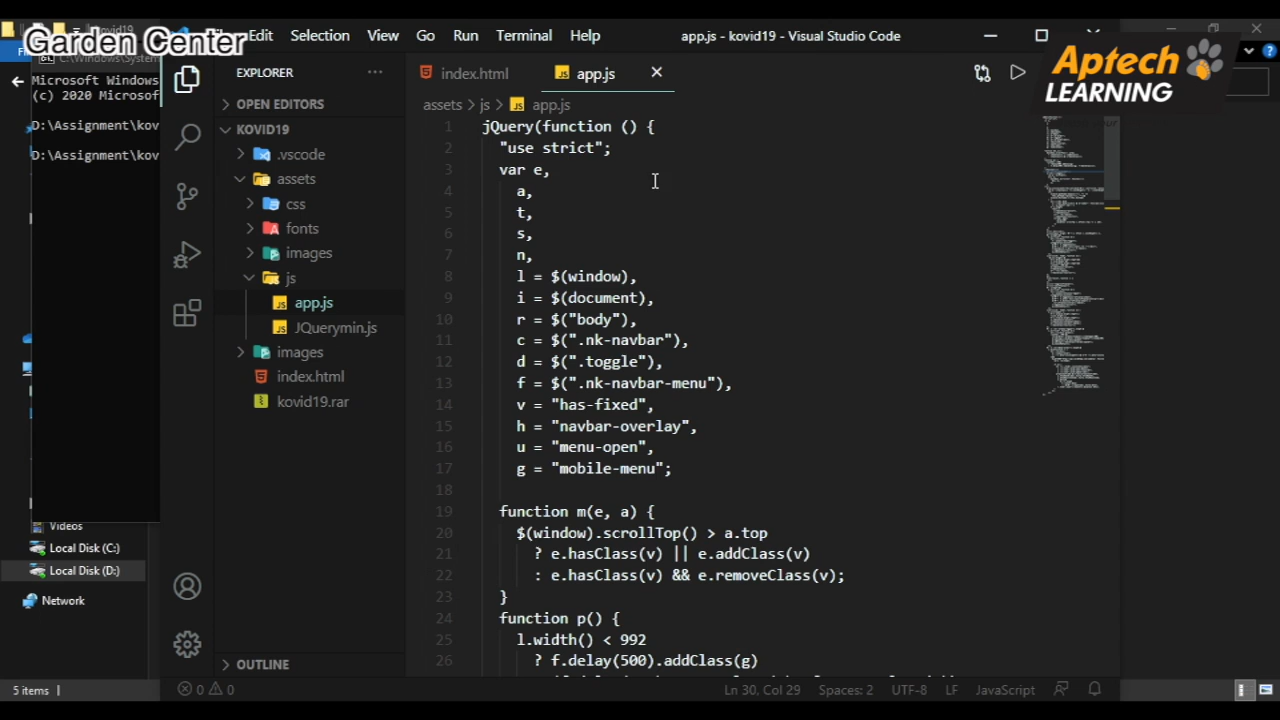 Garden Center
kovid19
Edit Selection View Go Run Terminal Help
app.js - kovid19 - Visual Studio Code
Aptech
LEARNING
C:\Windows\System
Microsoft Windows
(c) 2020 Microsof
D:\Assignment\kov
D:\Assignment\kov
Videos
Local Disk (C:)
Local Disk (D:)
Network
5 items
EXPLORER
OPEN EDITORS
KOVID19
.vscode
assets
css
fonts
images
js
app.js
JQuerymin.js
images
index.html
kovid19.rar
OUTLINE
index.html
app.js
assets > js > app.js
1 jQuery(function () {
2 "use strict";
3 var e,
4 a,
5 t,
6 s,
7 n,
8 l = $(window),
9 i = $(document),
10 r = $("body"),
11 c = $(".nk-navbar"),
12 d = $(".toggle"),
13 f = $(".nk-navbar-menu"),
14 v = "has-fixed",
15 h = "navbar-overlay",
16 u = "menu-open",
17 g = "mobile-menu";
18
19 function m(e, a) {
20 $(window).scrollTop() > a.top
21 ? e.hasClass(v) || e.addClass(v)
22 : e.hasClass(v) && e.removeClass(v);
23 }
24 function p() {
25 l.width() < 992
26 ? f.delay(500).addClass(g)
0 0
Ln 30, Col 29 Spaces: 2 UTF-8 LF JavaScript